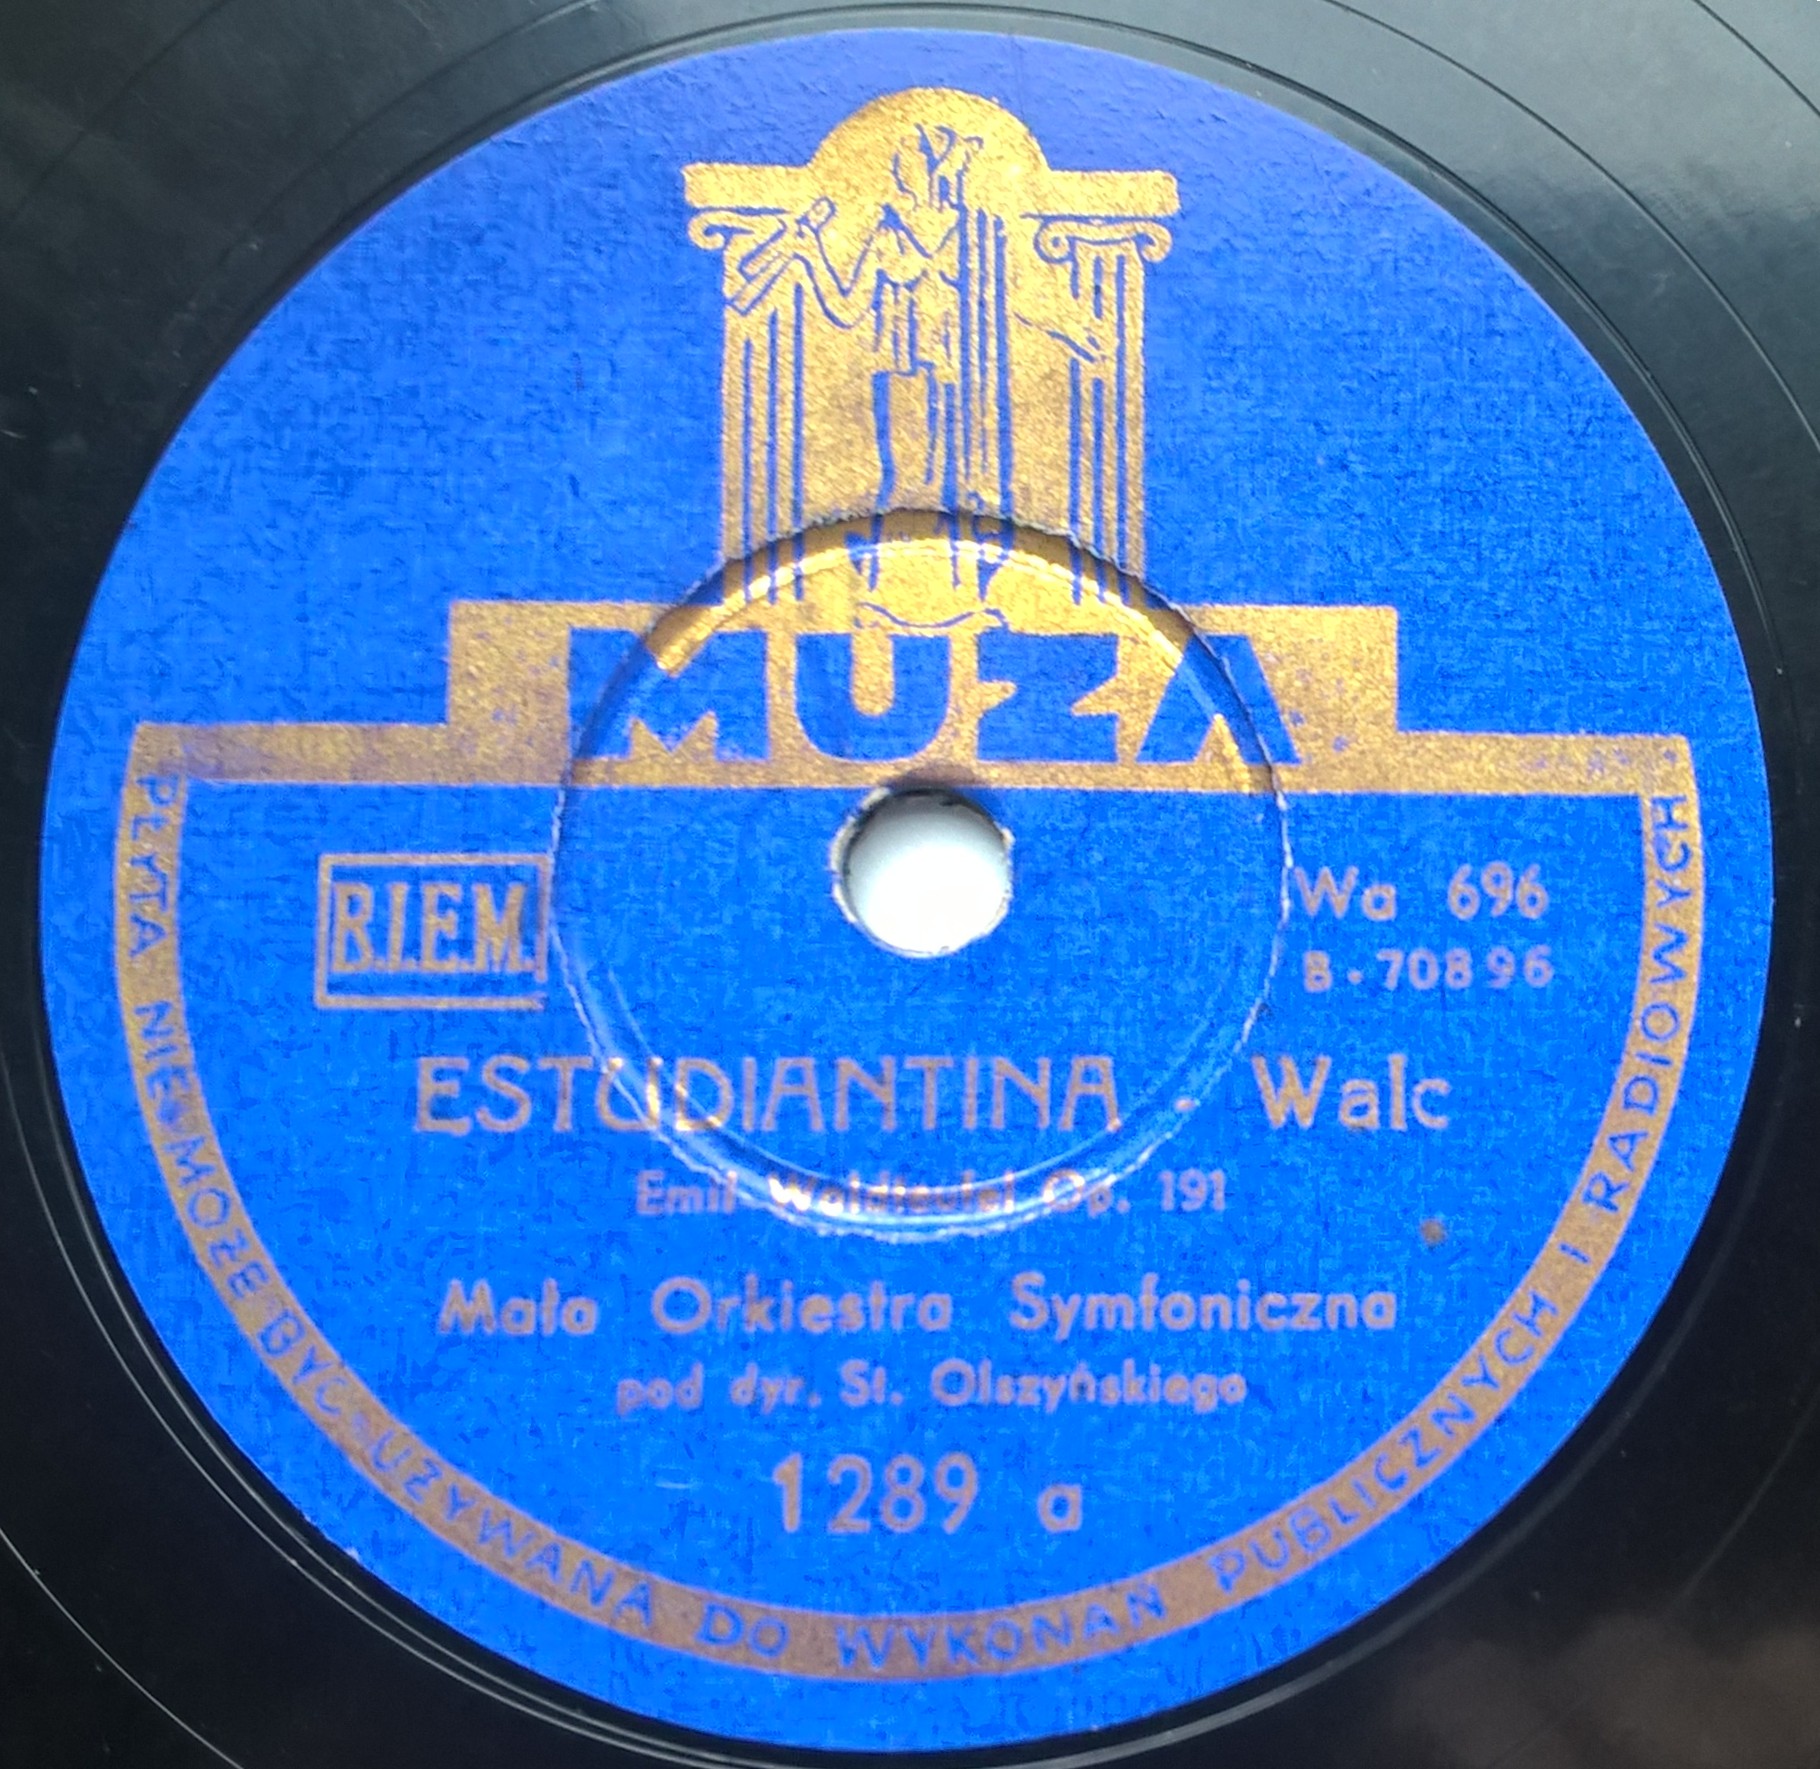 MUZA
B.I.E.M.
Wa 696
B-70896
ESTUDIANTINA - Walc
Emil Waldteufel Op. 191
Mała Orkiestra Symfoniczna
pod dyr. St. Olszyńskiego
1289 a
PŁYTA NIE MOŻE BYĆ UŻYWANA DO WYKONAŃ PUBLICZNYCH I RADIOWYCH